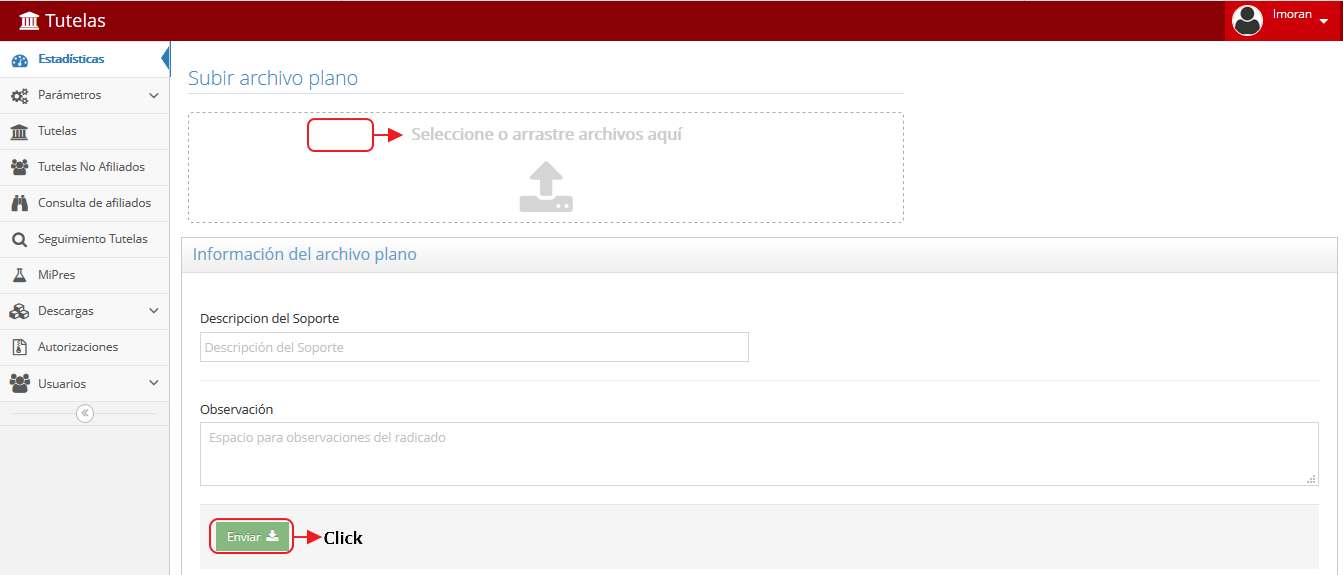 Tutelas
lmoran
Estadísticas
Parámetros
Tutelas
Tutelas No Afiliados
Consulta de afiliados
Seguimiento Tutelas
MiPres
Descargas
Autorizaciones
Usuarios
Subir archivo plano
Seleccione o arrastre archivos aquí
Información del archivo plano
Descripcion del Soporte
Descripción del Soporte
Observación
Espacio para observaciones del radicado
Enviar
Click